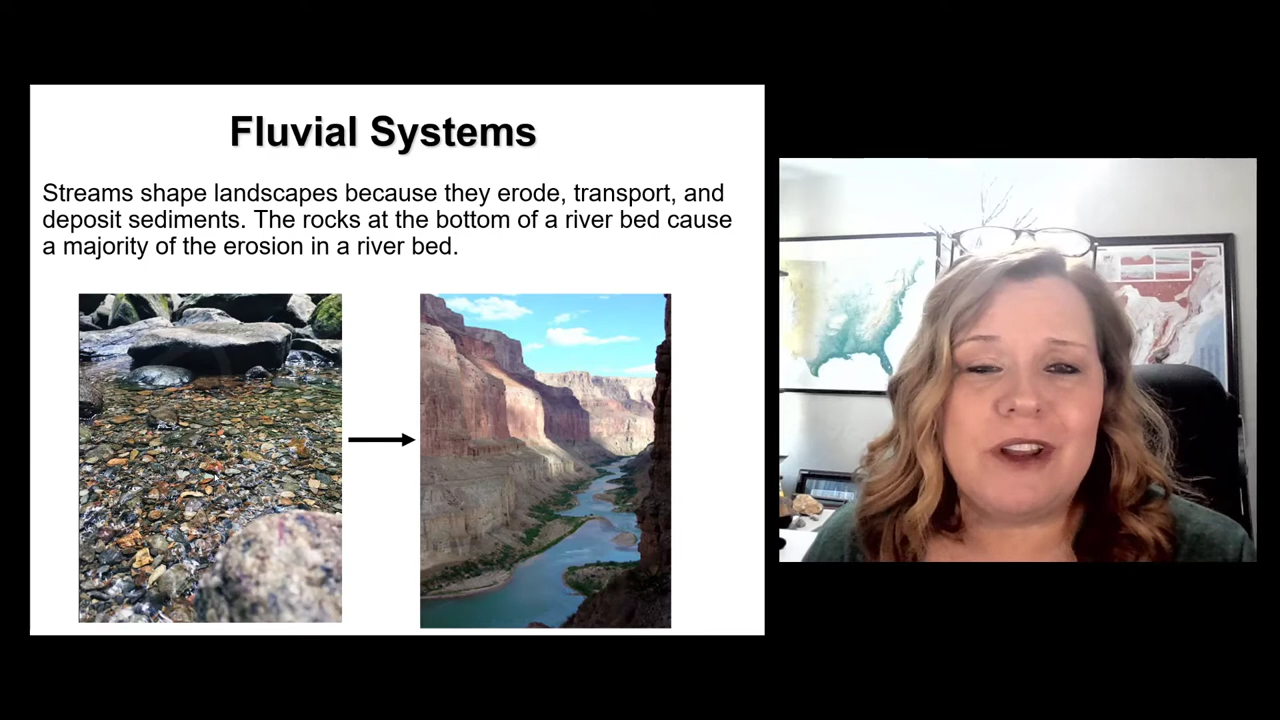 Fluvial Systems
Streams shape landscapes because they erode, transport, and
deposit sediments. The rocks at the bottom of a river bed cause
a majority of the erosion in a river bed.